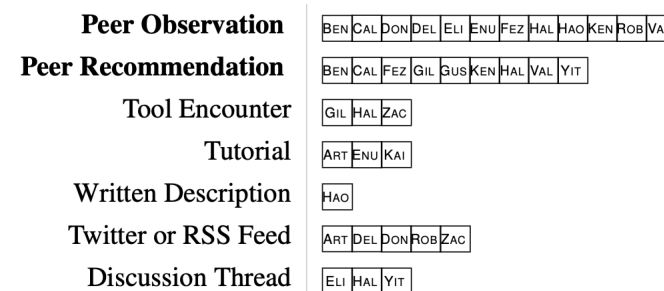 Peer Observation BEN CAL DON DEL ELI ENU FEZ HAL HAO KEN ROB
Peer Recommendation BEN CAL FEZ GIL GUS KEN HAL VAL YIT
Tool Encounter GIL HAL ZAC
Tutorial ART ENU KAI
Written Description HAO
Twitter or RSS Feed ART DEL DON ROB ZAC
Discussion Thread ELI HAL YIT